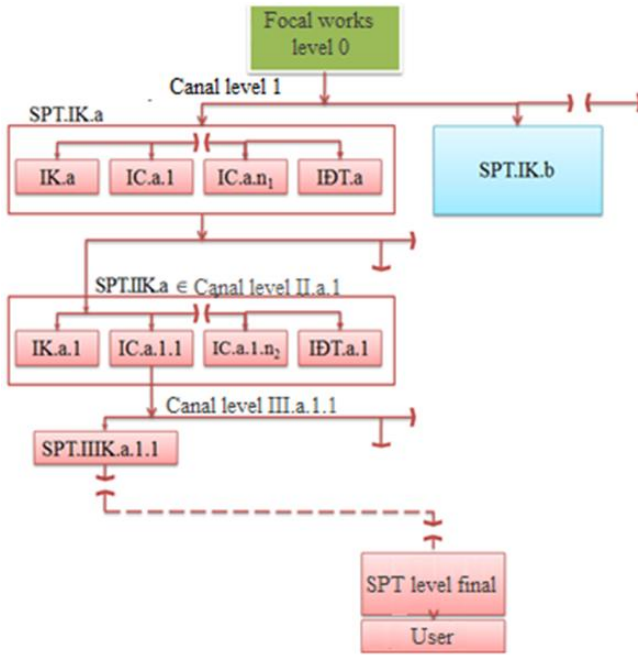 Focal works
level 0
Canal level 1
SPT.IK.a
IK.a
IC.a.1
IC.a.n₁
IĐT.a
SPT.IK.b
SPT.IIK.a ∈ Canal level II.a.1
IK.a.1
IC.a.1.1
IC.a.1.n₂
IĐT.a.1
Canal level III.a.1.1
SPT.IIIK.a.1.1
SPT level final
User